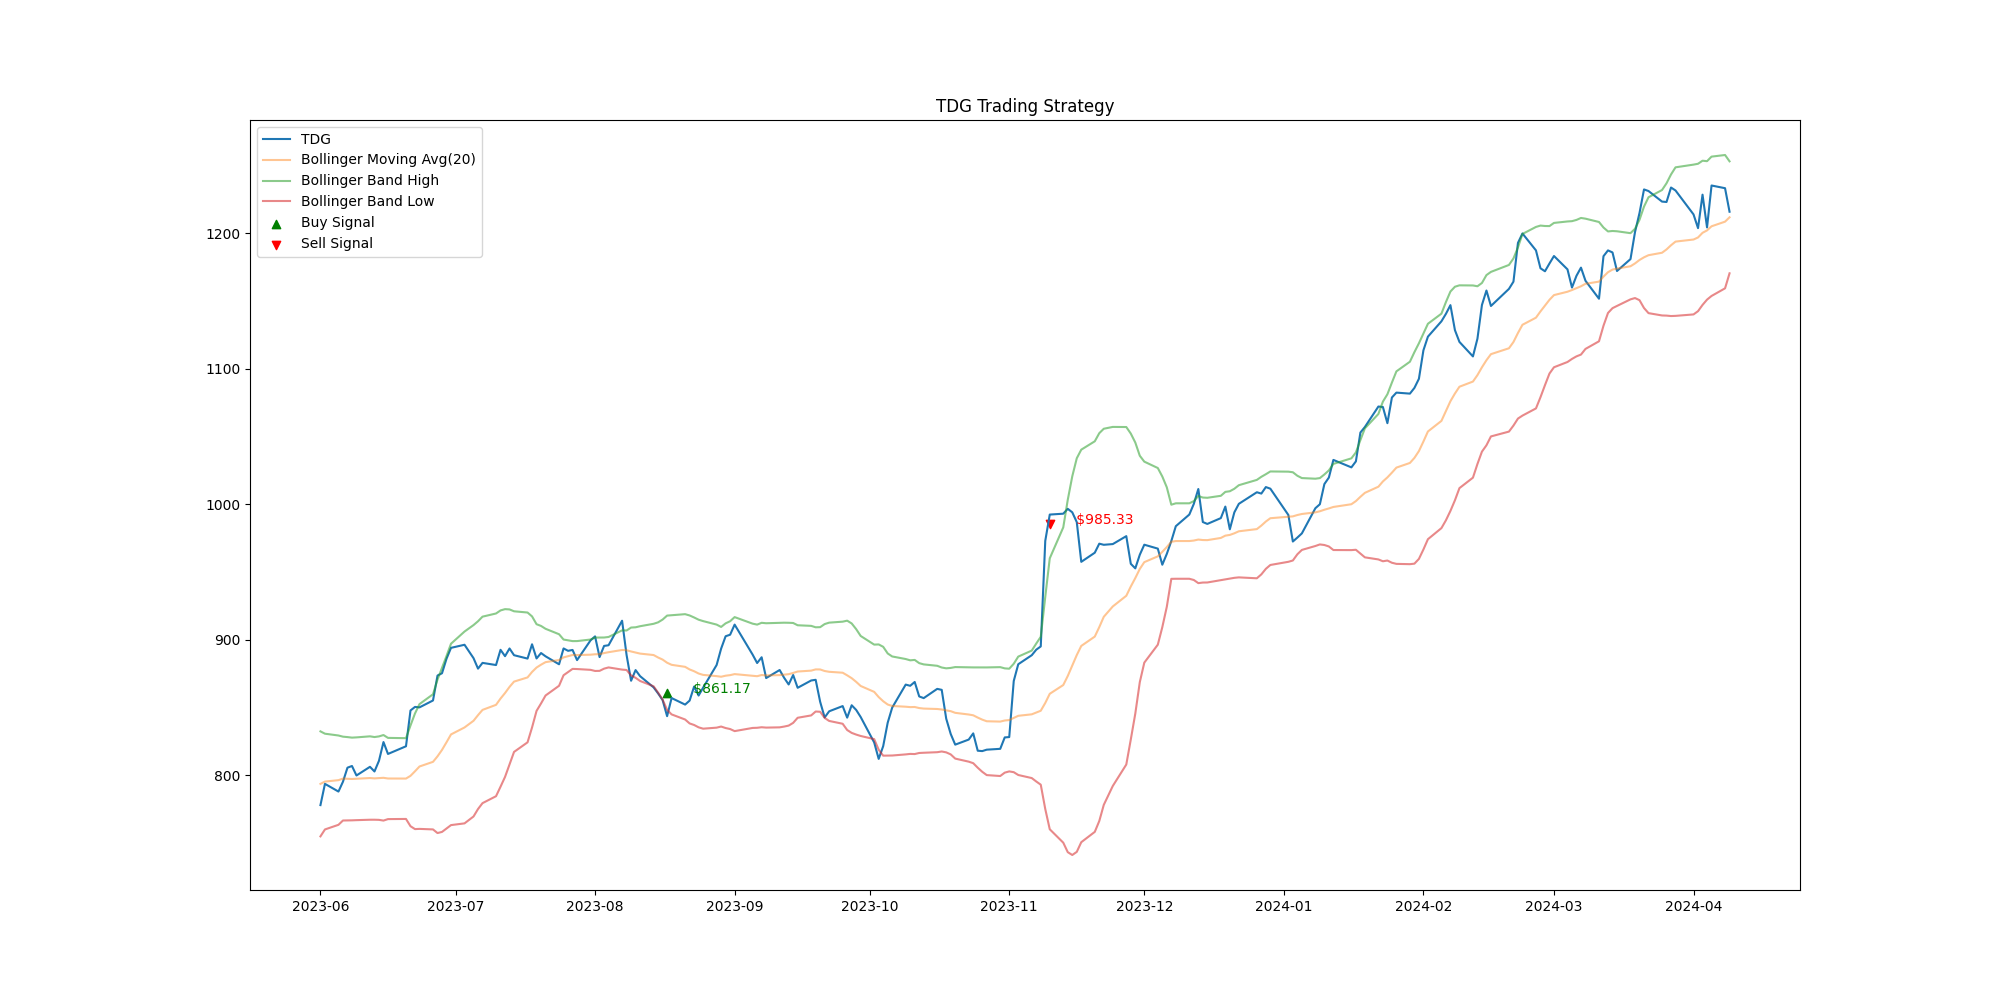 TDG Trading Strategy
TDG
Bollinger Moving Avg(20)
Bollinger Band High
Bollinger Band Low
Buy Signal
Sell Signal
1200
1100
1000
900
800
$985.33
$861.17
2023-06 2023-07 2023-08 2023-09 2023-10 2023-11 2023-12 2024-01 2024-02 2024-03 2024-04